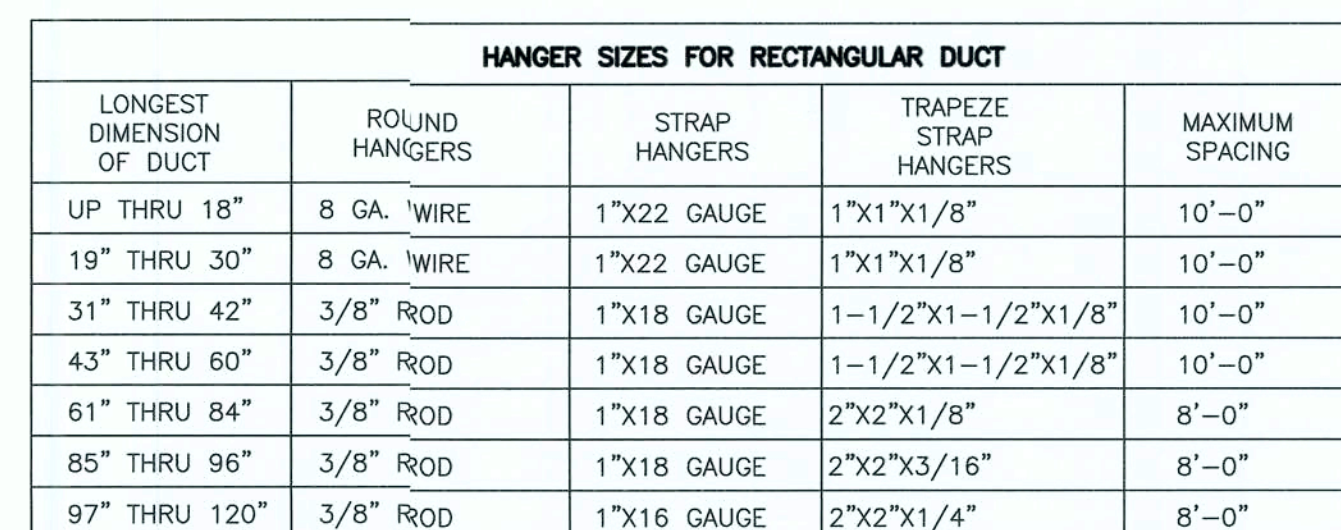 HANGER SIZES FOR RECTANGULAR DUCT
LONGEST DIMENSION OF DUCT ROUND HANGERS STRAP HANGERS TRAPEZE STRAP HANGERS MAXIMUM SPACING
UP THRU 18" 8 GA. WIRE 1"X22 GAUGE 1"X1"X1/8" 10'-0"
19" THRU 30" 8 GA. WIRE 1"X22 GAUGE 1"X1"X1/8" 10'-0"
31" THRU 42" 3/8" ROD 1"X18 GAUGE 1-1/2"X1-1/2"X1/8" 10'-0"
43" THRU 60" 3/8" ROD 1"X18 GAUGE 1-1/2"X1-1/2"X1/8" 10'-0"
61" THRU 84" 3/8" ROD 1"X18 GAUGE 2"X2"X1/8" 8'-0"
85" THRU 96" 3/8" ROD 1"X18 GAUGE 2"X2"X3/16" 8'-0"
97" THRU 120" 3/8" ROD 1"X16 GAUGE 2"X2"X1/4" 8'-0"